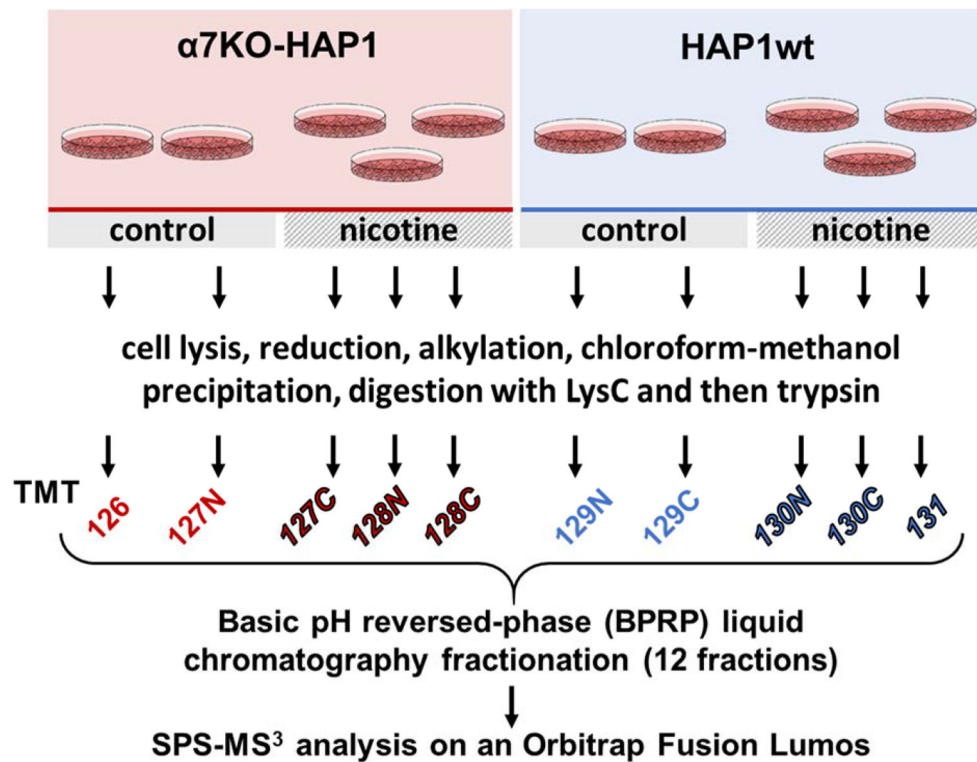 α7KO-HAP1 HAP1wt
control nicotine control nicotine
cell lysis, reduction, alkylation, chloroform-methanol
precipitation, digestion with LysC and then trypsin
TMT 126 127N 127C 128N 128C 129N 129C 130N 130C 131
Basic pH reversed-phase (BPRP) liquid
chromatography fractionation (12 fractions)
SPS-MS³ analysis on an Orbitrap Fusion Lumos